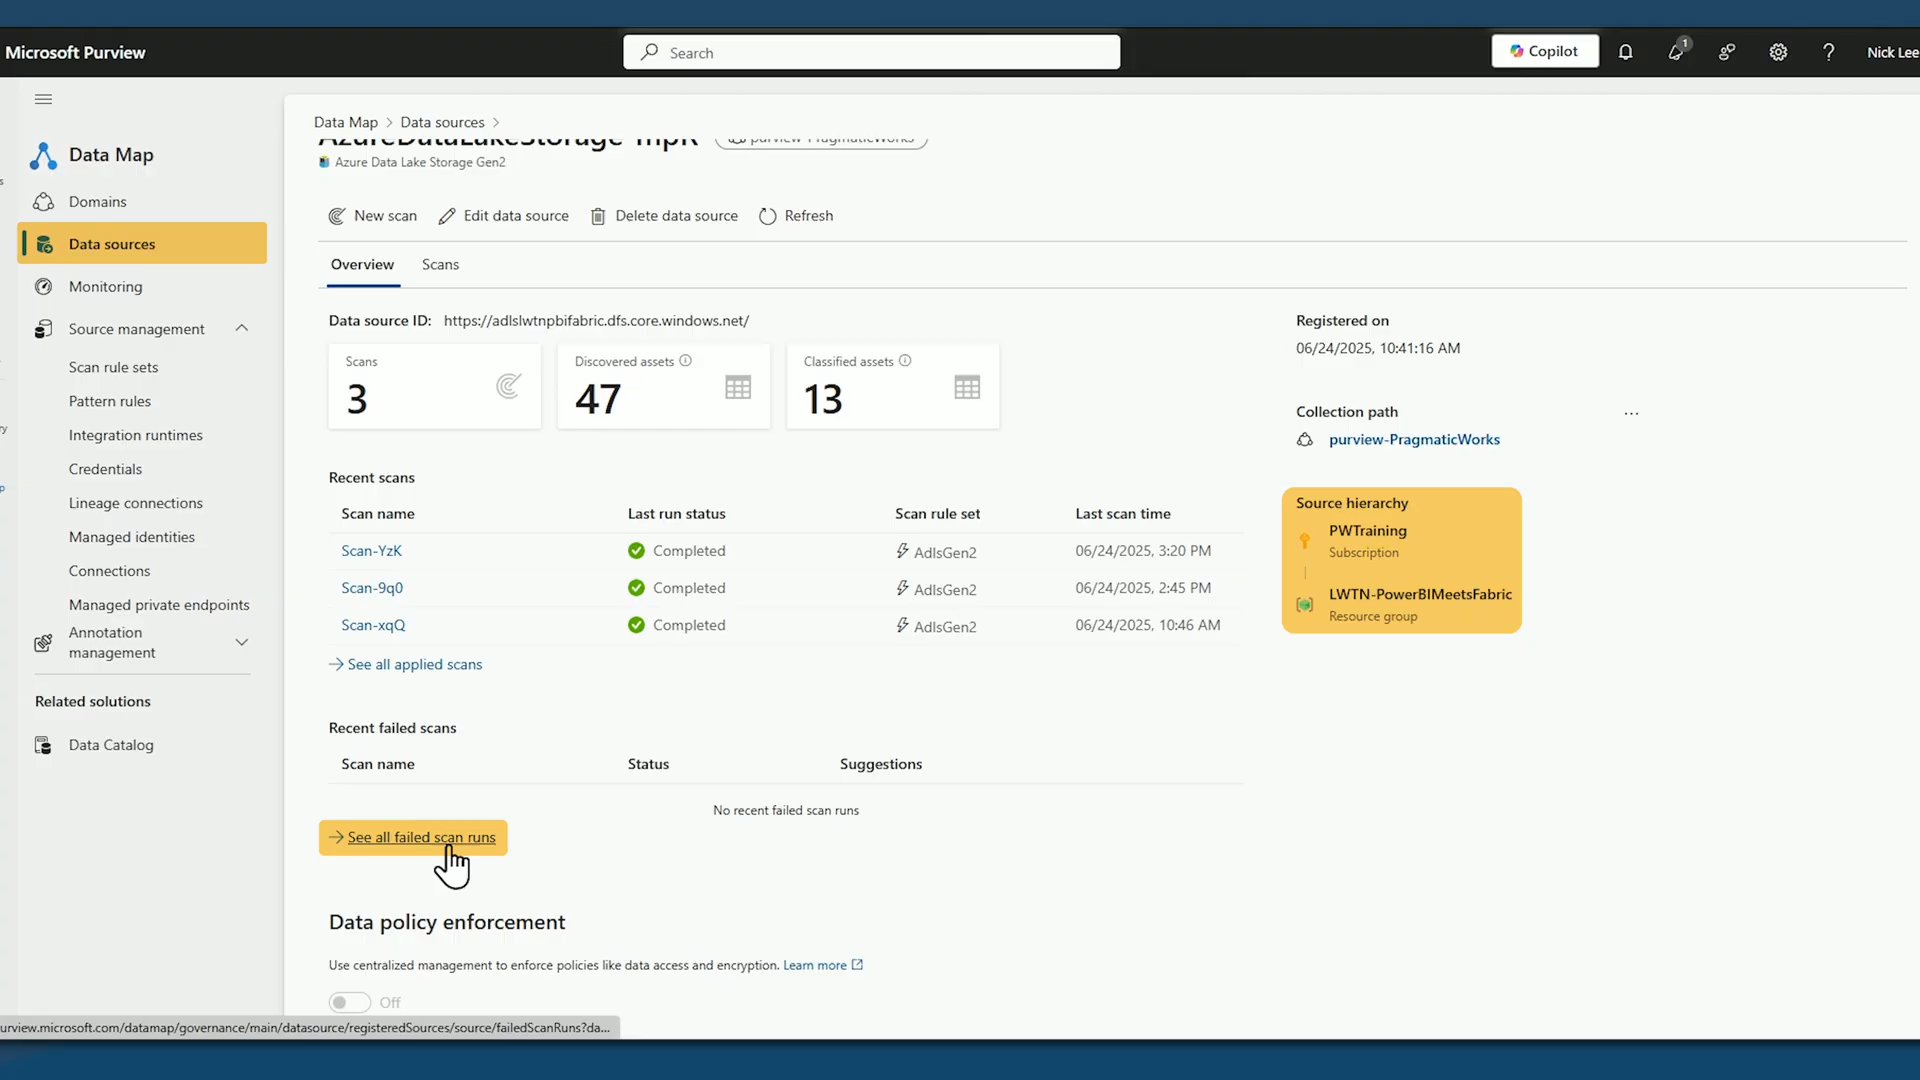 Microsoft Purview
Search
Copilot
1
Nick Lee
Data Map
Domains
Data sources
Monitoring
Source management
Scan rule sets
Pattern rules
Integration runtimes
Credentials
Lineage connections
Managed identities
Connections
Managed private endpoints
Annotation
management
Related solutions
Data Catalog
Data Map > Data sources >
purview-PragmaticWorks
Azure Data Lake Storage Gen2
New scan
Edit data source
Delete data source
Refresh
Overview
Scans
Data source ID: https://adlslwtnpbifabric.dfs.core.windows.net/
Scans
3
Discovered assets
47
Classified assets
13
Recent scans
Scan name Last run status Scan rule set Last scan time
Scan-YzK Completed AdlsGen2 06/24/2025, 3:20 PM
Scan-9q0 Completed AdlsGen2 06/24/2025, 2:45 PM
Scan-xqQ Completed AdlsGen2 06/24/2025, 10:46 AM
See all applied scans
Recent failed scans
Scan name Status Suggestions
No recent failed scan runs
See all failed scan runs
Data policy enforcement
Use centralized management to enforce policies like data access and encryption. Learn more
Off
Registered on
06/24/2025, 10:41:16 AM
Collection path
...
purview-PragmaticWorks
Source hierarchy
PWTraining
Subscription
LWTN-PowerBIMeetsFabric
Resource group
urview.microsoft.com/datamap/governance/main/datasource/registeredSources/source/failedScanRuns?da...